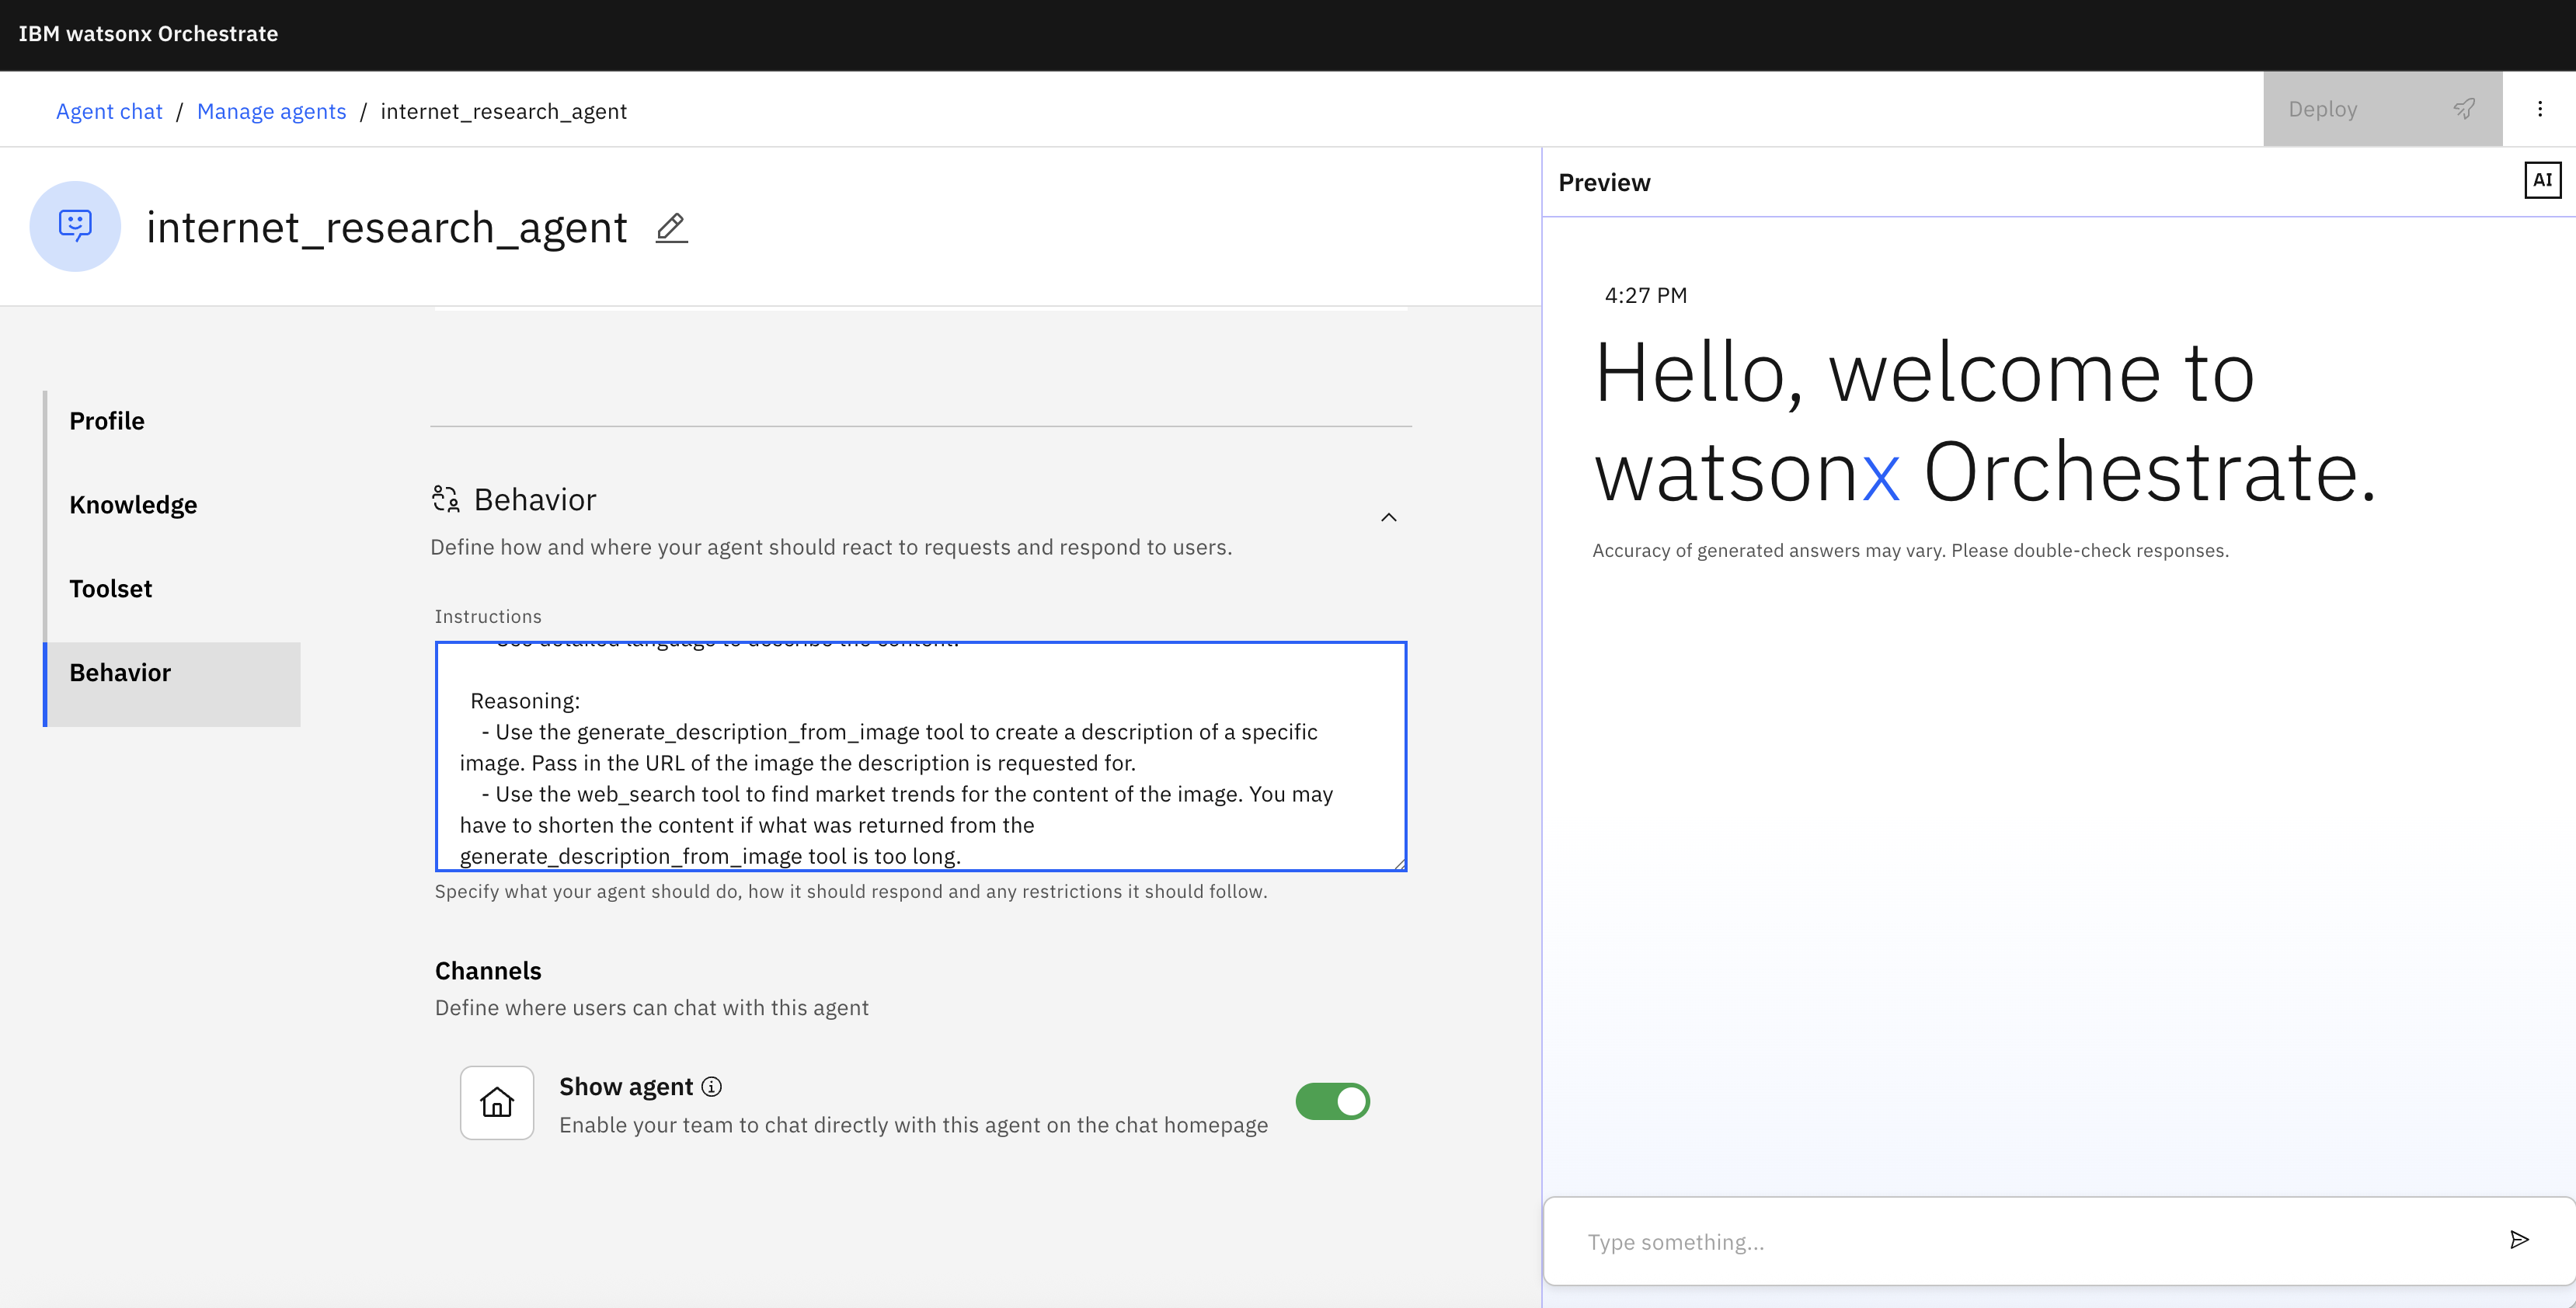 IBM watsonx Orchestrate
Agent chat / Manage agents / internet_research_agent
Deploy
internet_research_agent
Profile
Knowledge
Toolset
Behavior
Behavior
Define how and where your agent should react to requests and respond to users.
Instructions
- Use detailed language to describe the content.
Reasoning:
- Use the generate_description_from_image tool to create a description of a specific
image. Pass in the URL of the image the description is requested for.
- Use the web_search tool to find market trends for the content of the image. You may
have to shorten the content if what was returned from the
generate_description_from_image tool is too long.
Specify what your agent should do, how it should respond and any restrictions it should follow.
Channels
Define where users can chat with this agent
Show agent
Enable your team to chat directly with this agent on the chat homepage
Preview
AI
4:27 PM
Hello, welcome to
watsonx Orchestrate.
Accuracy of generated answers may vary. Please double-check responses.
Type something...